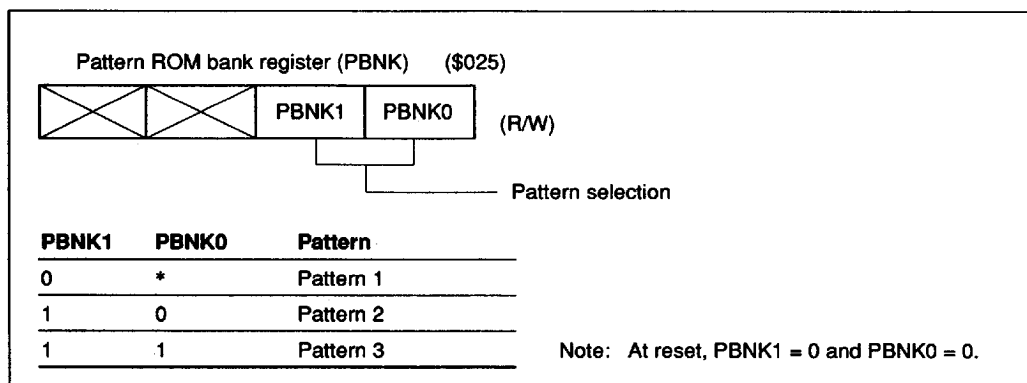 Pattern ROM bank register (PBNK) ($025)
PBNK1 PBNK0 (R/W)
Pattern selection
PBNK1 PBNK0 Pattern
0 * Pattern 1
1 0 Pattern 2
1 1 Pattern 3 Note: At reset, PBNK1 = 0 and PBNK0 = 0.